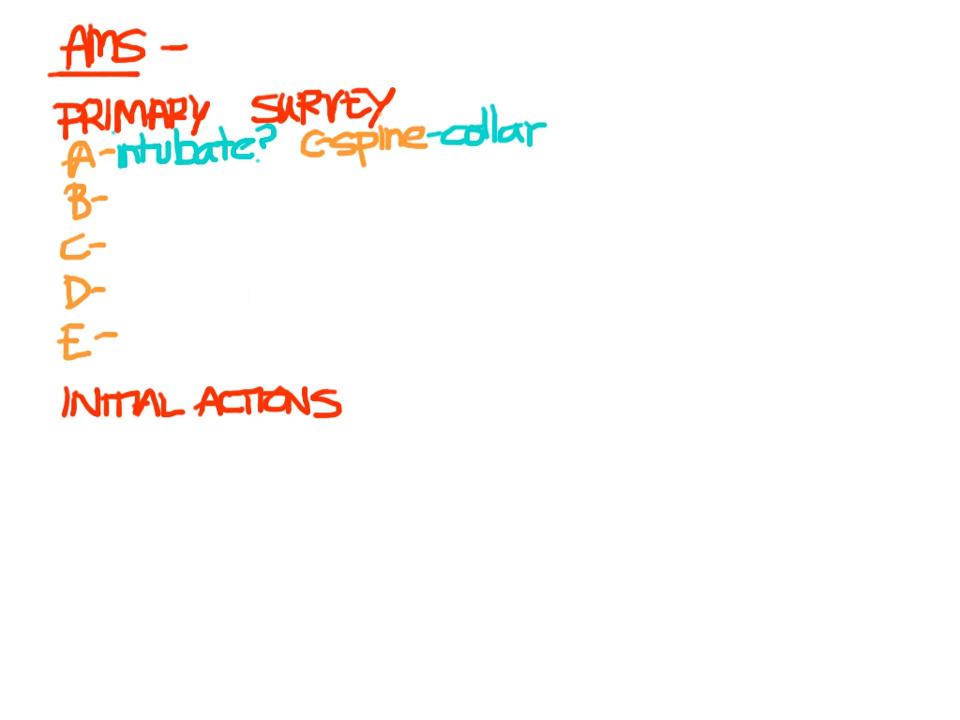 AMS -
PRIMARY SURVEY
A-intubate? C-spine-collar
B-
C-
D-
E-
INITIAL ACTIONS